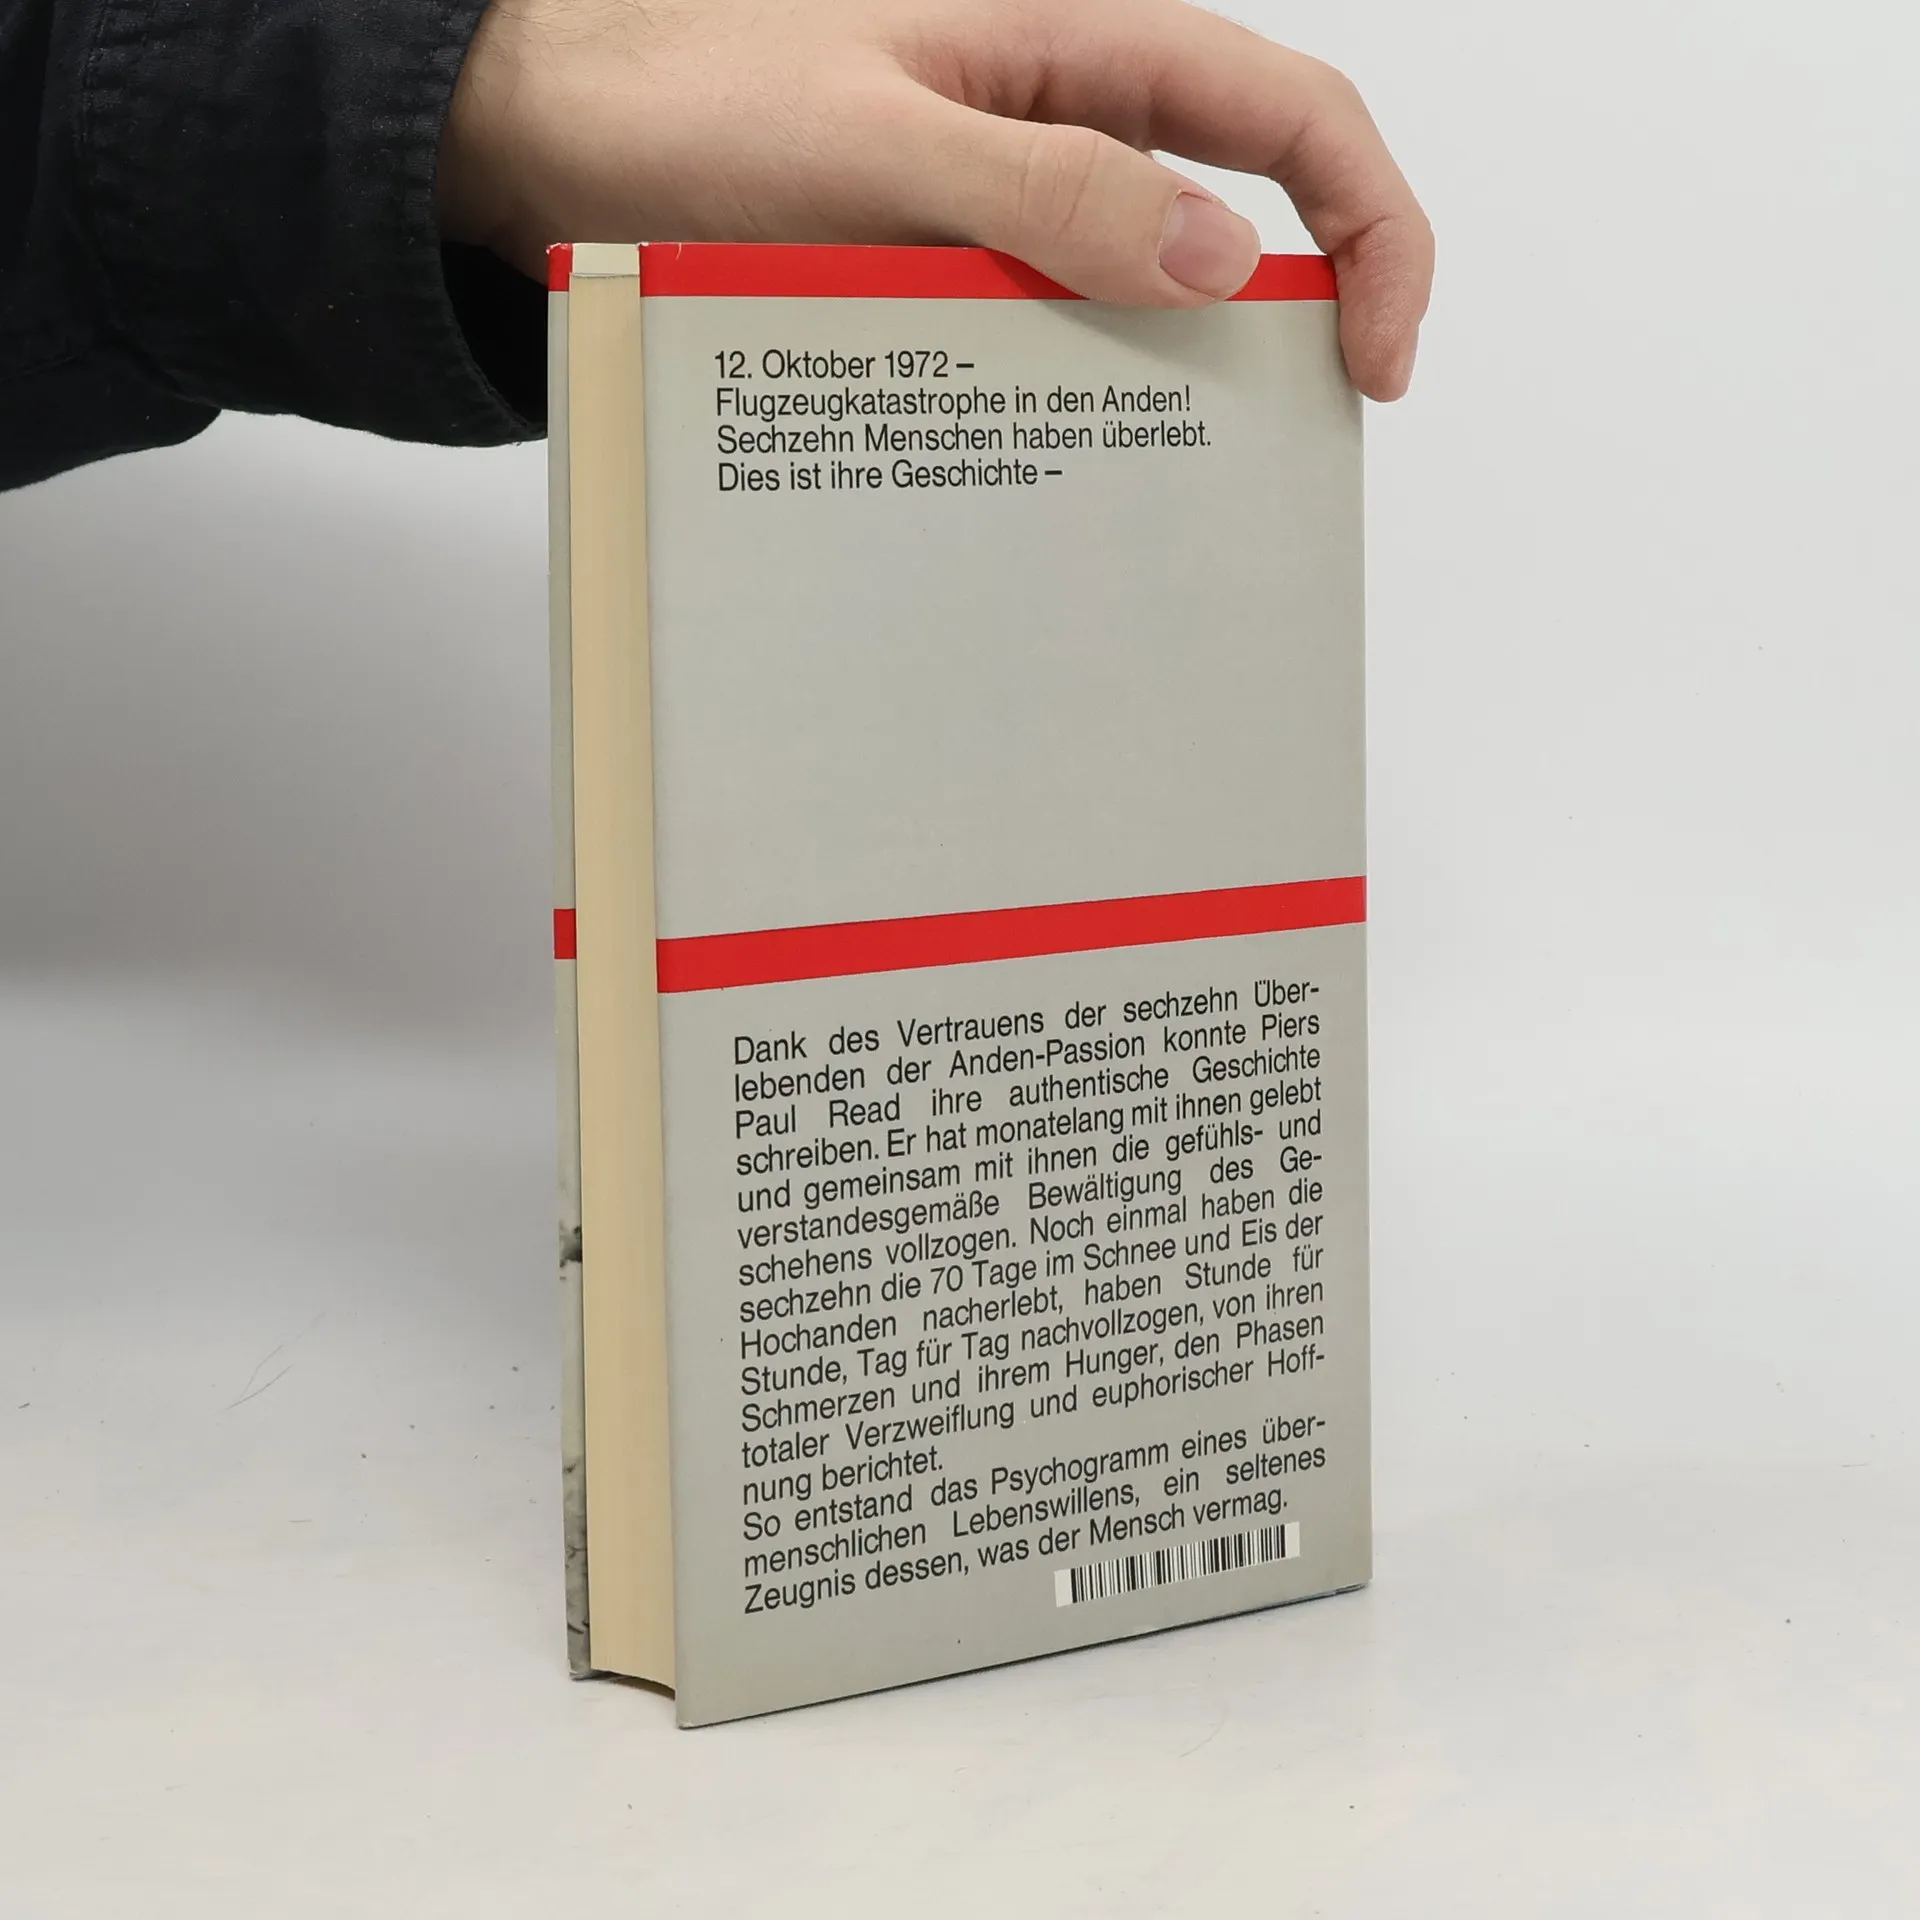 12. Oktober 1972 –
Flugzeugkatastrophe in den Anden!
Sechzehn Menschen haben überlebt.
Dies ist ihre Geschichte –
Dank des Vertrauens der sechzehn Über-
lebenden der Anden-Passion konnte Piers
Paul Read ihre authentische Geschichte
schreiben. Er hat monatelang mit ihnen gelebt
und gemeinsam mit ihnen die gefühls- und
verstandesgemäße Bewältigung des Ge-
schehens vollzogen. Noch einmal haben die
sechzehn die 70 Tage im Schnee und Eis der
Hochanden nacherlebt, haben Stunde für
Stunde, Tag für Tag nachvollzogen, von ihren
Schmerzen und ihrem Hunger, den Phasen
totaler Verzweiflung und euphorischer Hoff-
nung berichtet.
So entstand das Psychogramm eines über-
menschlichen Lebenswillens, ein seltenes
Zeugnis dessen, was der Mensch vermag.